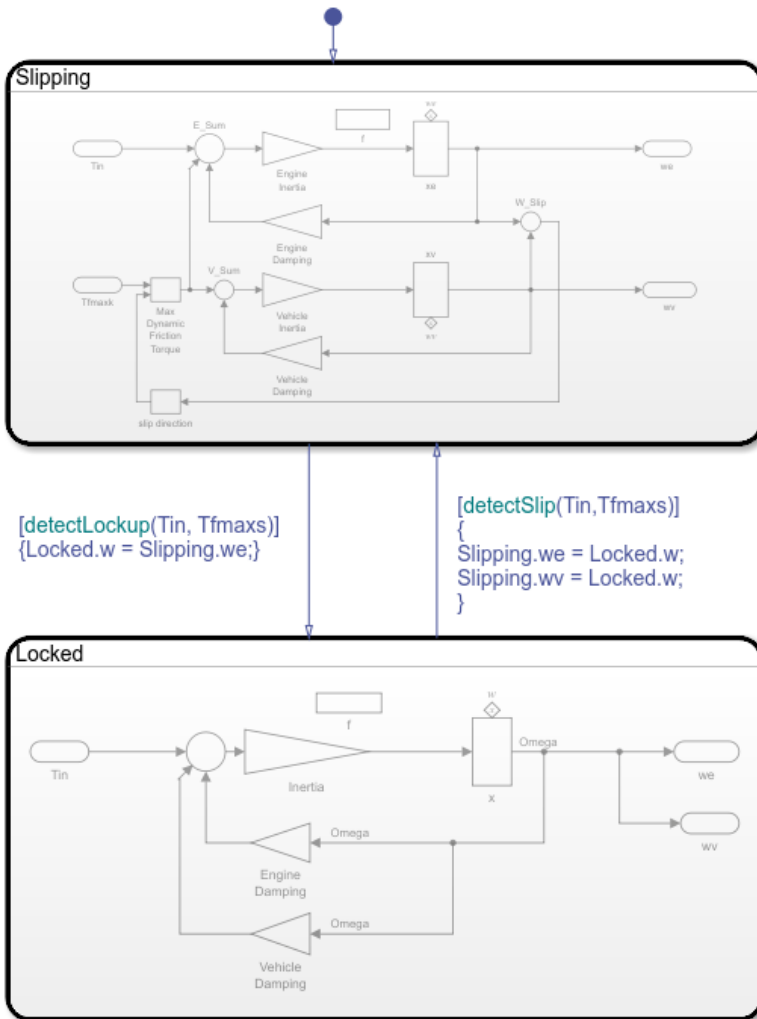 Slipping
E_Sum
f
xe
Tin
Engine
Inertia
we
W_Slip
Engine
Damping
V_Sum
xv
Tfmaxk
Max
Dynamic
Friction
Torque
Vehicle
Inertia
wv
Vehicle
Damping
slip direction
[detectLockup(Tin, Tfmaxs)]
{Locked.w = Slipping.we;}
[detectSlip(Tin,Tfmaxs)]
{
Slipping.we = Locked.w;
Slipping.wv = Locked.w;
}
Locked
f
Omega
Tin
Inertia
x
we
wv
Omega
Engine
Damping
Omega
Vehicle
Damping